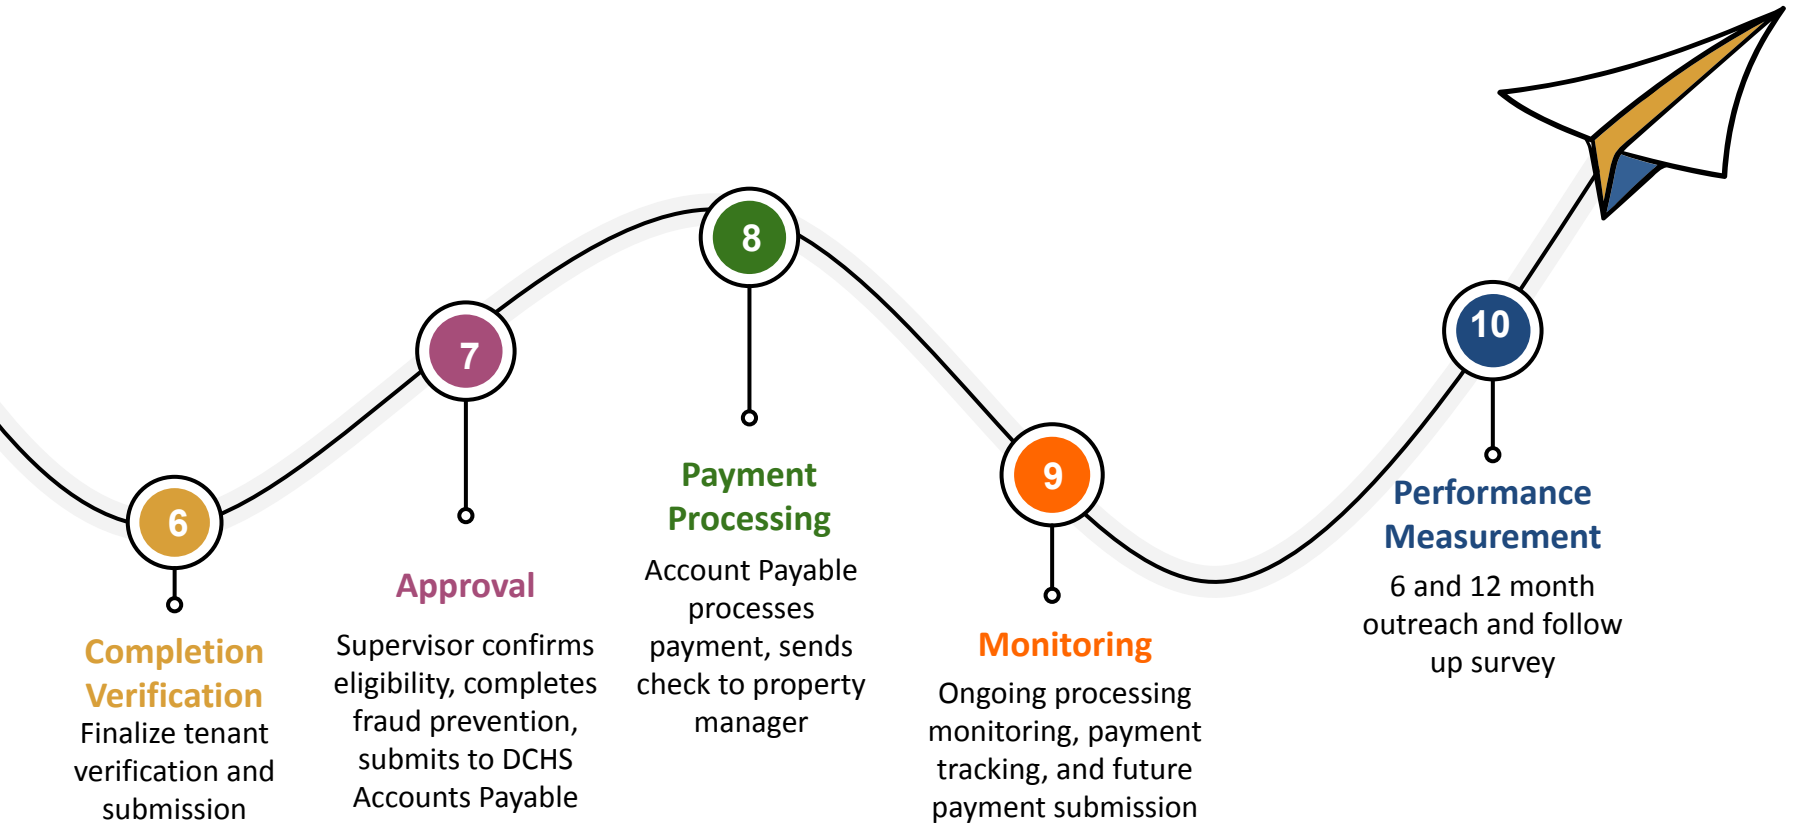 6
Completion
Verification
Finalize tenant
verification and
submission
7
Approval
Supervisor confirms
eligibility, completes
fraud prevention,
submits to DCHS
Accounts Payable
8
Payment
Processing
Account Payable
processes
payment, sends
check to property
manager
9
Monitoring
Ongoing processing
monitoring, payment
tracking, and future
payment submission
10
Performance
Measurement
6 and 12 month
outreach and follow
up survey